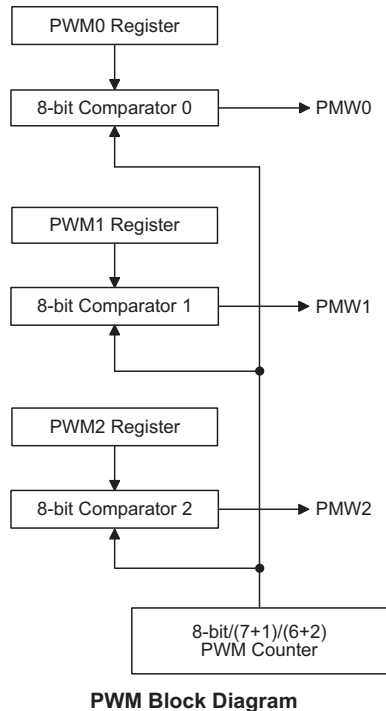 PWM0 Register
8-bit Comparator 0
PMW0
PWM1 Register
8-bit Comparator 1
PMW1
PWM2 Register
8-bit Comparator 2
PMW2
8-bit/(7+1)/(6+2)
PWM Counter
PWM Block Diagram